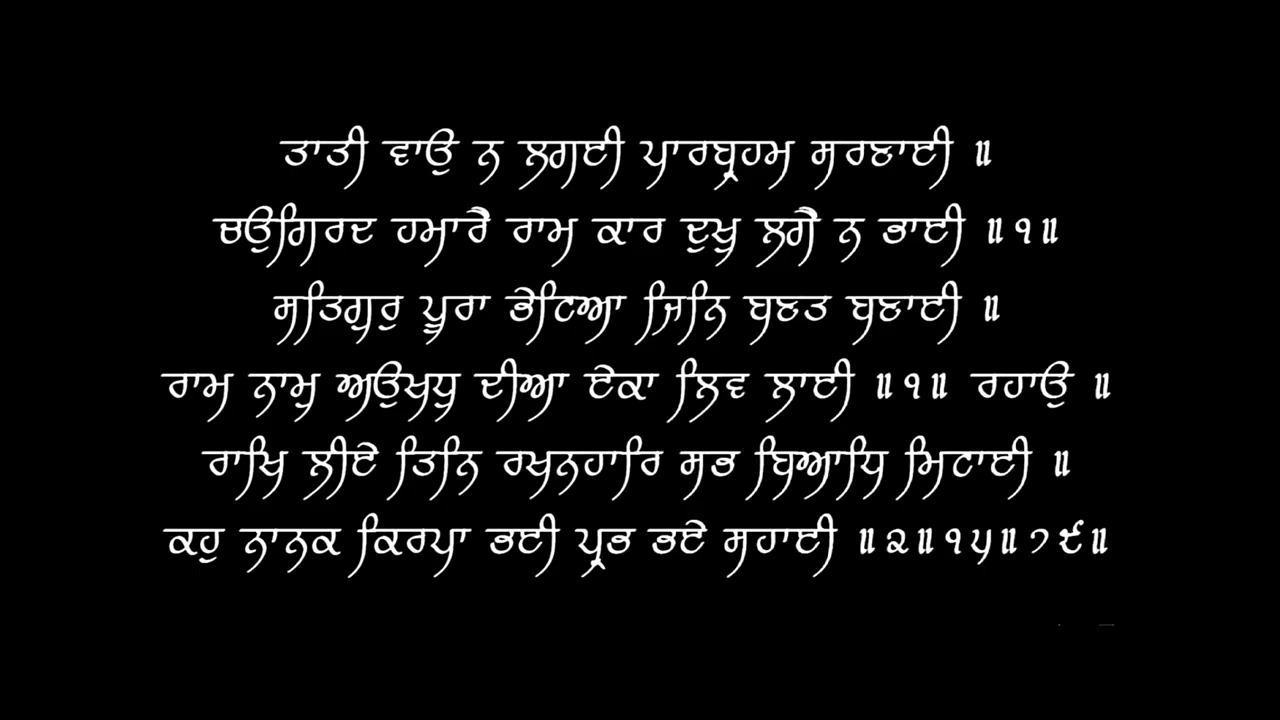 ਤਾਤੀ ਵਾਉ ਨ ਲਗਈ ਪਾਰਬ੍ਰਹਮ ਸਰਣਾਈ ॥
ਚਉਗਿਰਦ ਹਮਾਰੈ ਰਾਮ ਕਾਰ ਦੁਖੁ ਲਗੈ ਨ ਭਾਈ ॥੧॥
ਸਤਿਗੁਰੁ ਪੂਰਾ ਭੇਟਿਆ ਜਿਨਿ ਬਣਤ ਬਣਾਈ ॥
ਰਾਮ ਨਾਮੁ ਅਉਖਧੁ ਦੀਆ ਏਕਾ ਲਿਵ ਲਾਈ ॥੧॥ ਰਹਾਉ ॥
ਰਾਖਿ ਲੀਏ ਤਿਨਿ ਰਖਨਹਾਰਿ ਸਭ ਬਿਆਧਿ ਮਿਟਾਈ ॥
ਕਹੁ ਨਾਨਕ ਕਿਰਪਾ ਭਈ ਪ੍ਰਭ ਭਏ ਸਹਾਈ ॥੨॥੧੫॥੭੯॥